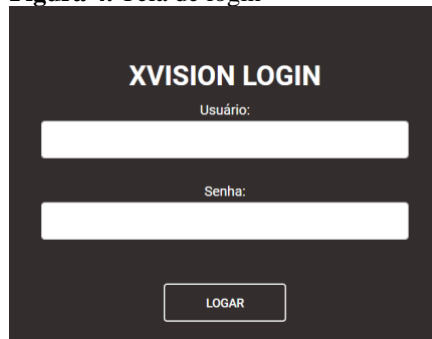 Figura 4. Tela de login
XVISION LOGIN
Usuário:
Senha:
LOGAR